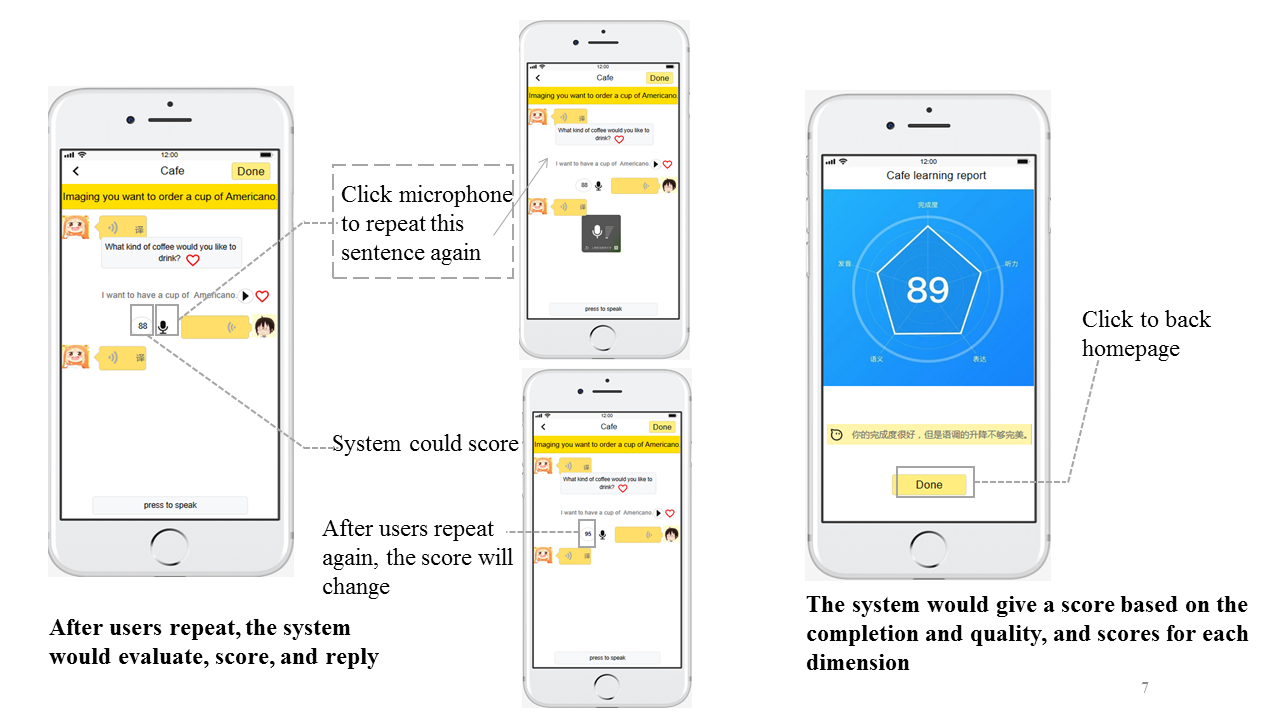 12:00
Cafe
Done
Imaging you want to order a cup of Americano.
译
What kind of coffee would you like to
drink?
I want to have a cup of Americano.
88
译
press to speak
After users repeat, the system
would evaluate, score, and reply
Click microphone
to repeat this
sentence again
System could score
After users repeat
again, the score will
change
12:00
Cafe
Done
Imaging you want to order a cup of Americano.
译
What kind of coffee would you like to
drink?
I want to have a cup of Americano.
88
译
press to speak
12:00
Cafe
Done
Imaging you want to order a cup of Americano.
译
What kind of coffee would you like to
drink?
I want to have a cup of Americano.
95
译
press to speak
12:00
Cafe learning report
完成度
发音
听力
89
语义
表达
你的完成度很好，但是语调的升降不够完美。
Done
Click to back
homepage
The system would give a score based on the
completion and quality, and scores for each
dimension
7